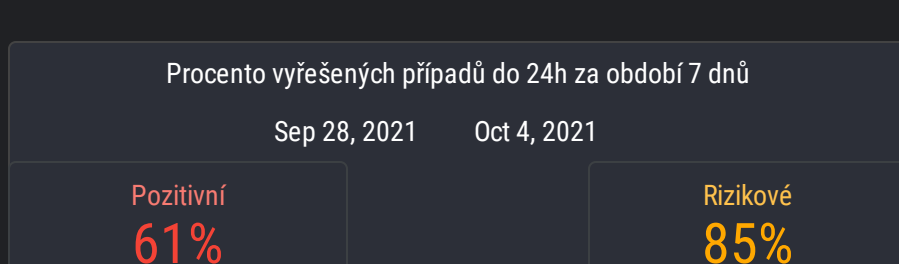 Procento vyřešených případů do 24h za období 7 dnů
Sep 28, 2021 Oct 4, 2021
Pozitivní Rizikové
61% 85%